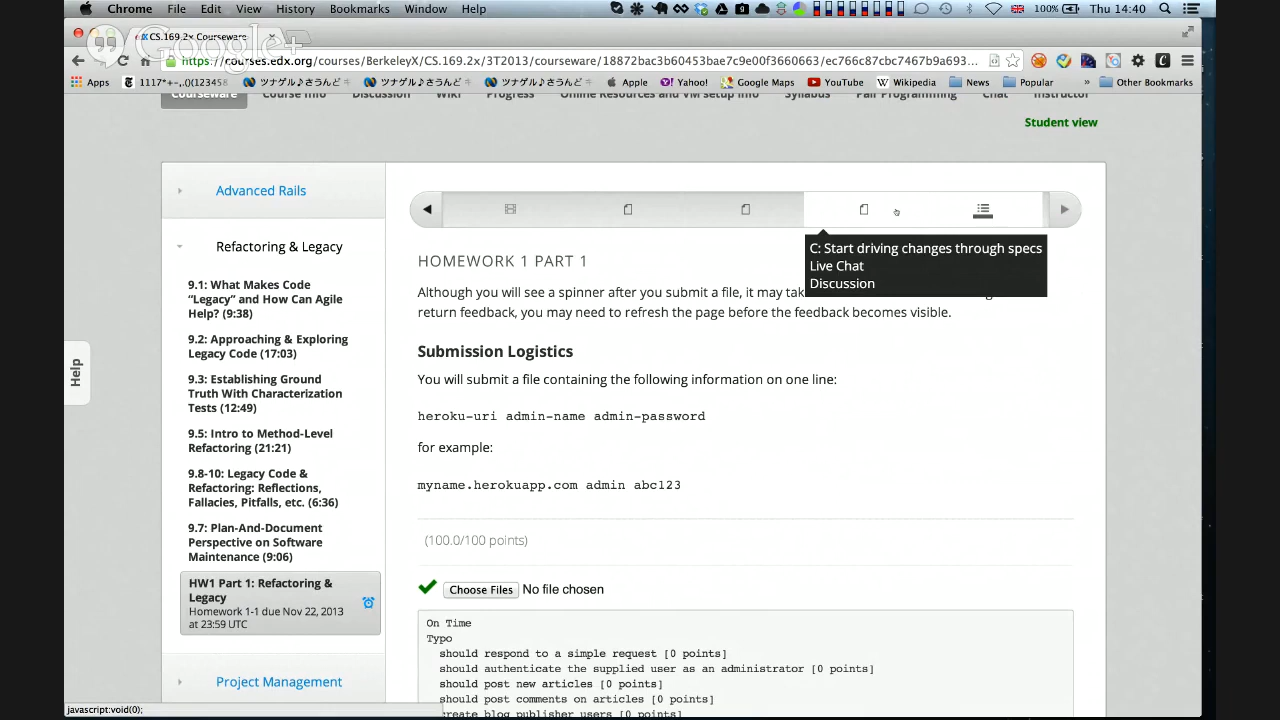 Chrome File Edit View History Bookmarks Window Help 9 100% Thu 14:40
Google+
CS.169.2x Courseware
https://courses.edx.org/courses/BerkeleyX/CS.169.2x/3T2013/courseware/18872bac3b60453bae7c9e00f3660663/ec766c87cbc7467b9a693...
Apps 1117*+-,.()(12345 ツナゲル♪きさうんど ツナゲル♪きさうんど ツナゲル♪きさうんど Apple Yahoo! Google Maps YouTube Wikipedia News Popular » Other Bookmarks
Courseware Course Info Discussion Wiki Progress Online Resources and VM Setup Info Syllabus Pair Programming Chat Instructor
Student view
Advanced Rails
Refactoring & Legacy
9.1: What Makes Code
“Legacy” and How Can Agile
Help? (9:38)
9.2: Approaching & Exploring
Legacy Code (17:03)
9.3: Establishing Ground
Truth With Characterization
Tests (12:49)
9.5: Intro to Method-Level
Refactoring (21:21)
9.8-10: Legacy Code &
Refactoring: Reflections,
Fallacies, Pitfalls, etc. (6:36)
9.7: Plan-And-Document
Perspective on Software
Maintenance (9:06)
HW1 Part 1: Refactoring &
Legacy
Homework 1-1 due Nov 22, 2013
at 23:59 UTC
Project Management
Help
C: Start driving changes through specs
Live Chat
Discussion
HOMEWORK 1 PART 1
Although you will see a spinner after you submit a file, it may tak
return feedback, you may need to refresh the page before the feedback becomes visible.
Submission Logistics
You will submit a file containing the following information on one line:
heroku-uri admin-name admin-password
for example:
myname.herokuapp.com admin abc123
(100.0/100 points)
Choose Files No file chosen
On Time
Typo
should respond to a simple request [0 points]
should authenticate the supplied user as an administrator [0 points]
should post new articles [0 points]
should post comments on articles [0 points]
create blog publisher users [0 points]
javascript:void(0);